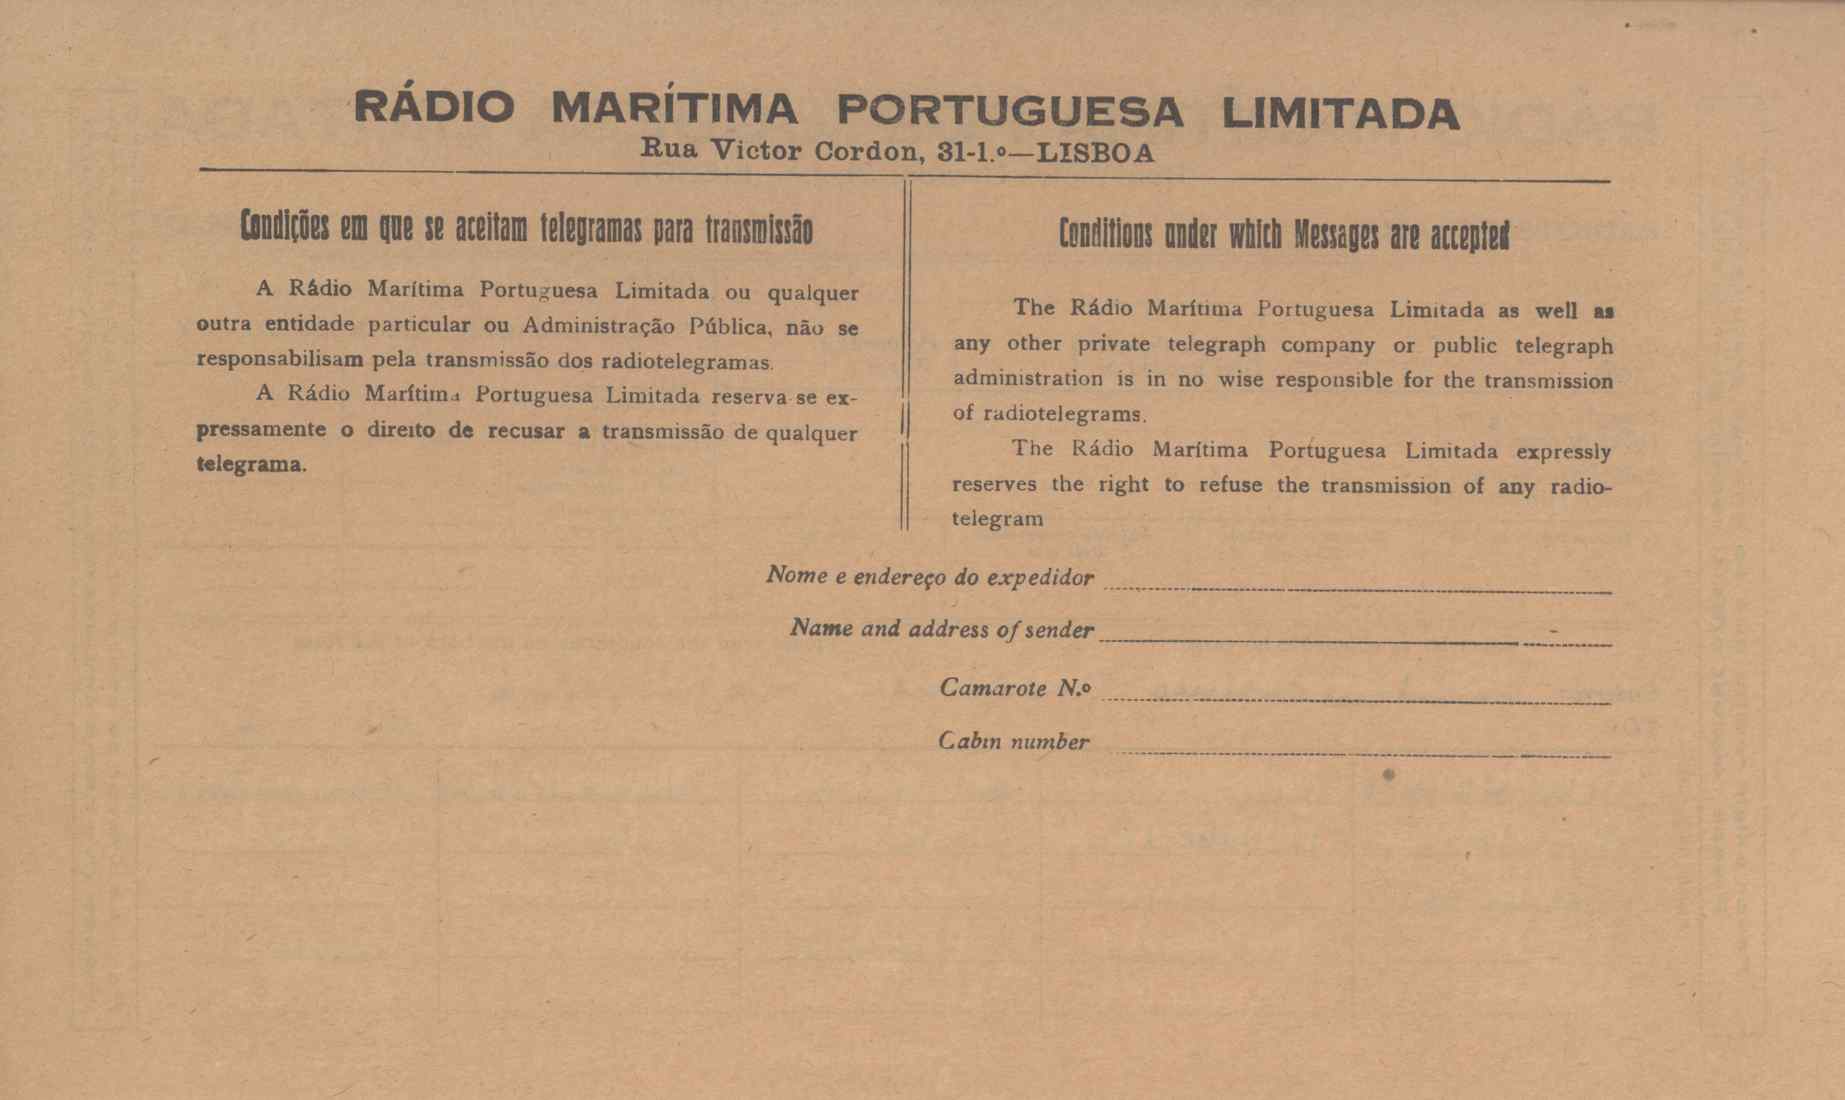 RÁDIO MARÍTIMA PORTUGUESA LIMITADA
Rua Victor Cordon, 31-1.º—LISBOA
Condições em que se aceitam telegramas para transmissão
A Rádio Marítima Portuguesa Limitada ou qualquer
outra entidade particular ou Administração Pública, não se
responsabilisam pela transmissão dos radiotelegramas.
A Rádio Marítima Portuguesa Limitada reserva-se ex-
pressamente o direito de recusar a transmissão de qualquer
telegrama.
Conditions under which Messages are accepted
The Rádio Marítima Portuguesa Limitada as well as
any other private telegraph company or public telegraph
administration is in no wise responsible for the transmission
of radiotelegrams.
The Rádio Marítima Portuguesa Limitada expressly
reserves the right to refuse the transmission of any radio-
telegram
Nome e endereço do expedidor
Name and address of sender
Camarote N.º
Cabin number